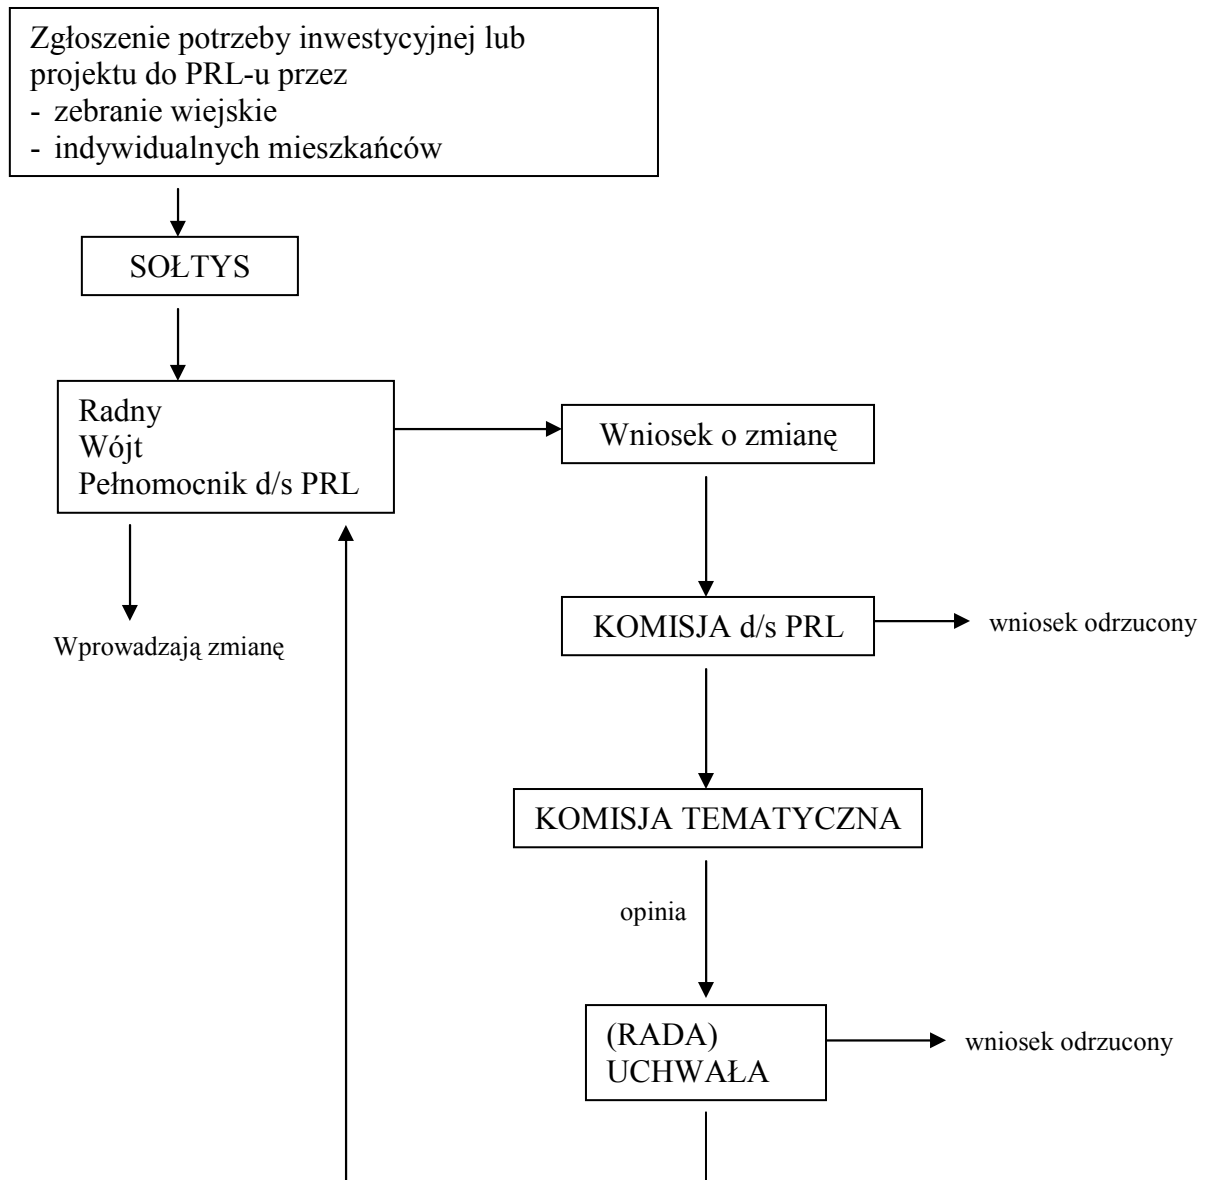 Zgłoszenie potrzeby inwestycyjnej lub
projektu do PRL-u przez
- zebranie wiejskie
- indywidualnych mieszkańców
SOŁTYS
Radny
Wójt
Pełnomocnik d/s PRL
Wniosek o zmianę
Wprowadzają zmianę
KOMISJA d/s PRL
wniosek odrzucony
KOMISJA TEMATYCZNA
opinia
(RADA)
UCHWAŁA
wniosek odrzucony